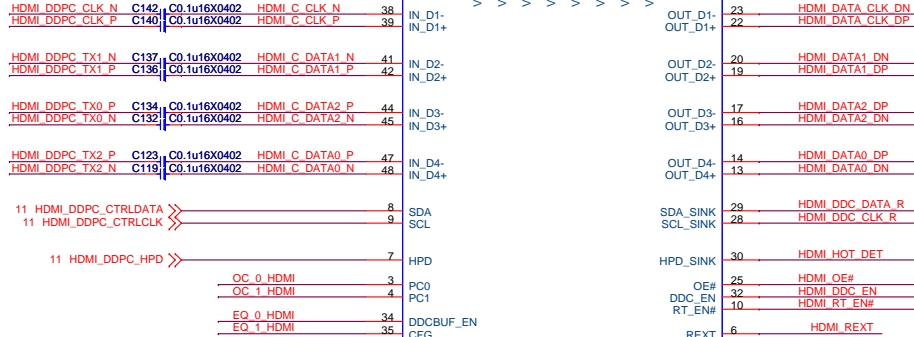 HDMI_DDPC_CLK_N C142 C0.1u16X0402 HDMI_C_CLK_N 38 IN_D1- OUT_D1- 23 HDMI_DATA_CLK_DN
HDMI_DDPC_CLK_P C140 C0.1u16X0402 HDMI_C_CLK_P 39 IN_D1+ OUT_D1+ 22 HDMI_DATA_CLK_DP
HDMI_DDPC_TX1_N C137 C0.1u16X0402 HDMI_C_DATA1_N 41 IN_D2- OUT_D2- 20 HDMI_DATA1_DN
HDMI_DDPC_TX1_P C136 C0.1u16X0402 HDMI_C_DATA1_P 42 IN_D2+ OUT_D2+ 19 HDMI_DATA1_DP
HDMI_DDPC_TX0_P C134 C0.1u16X0402 HDMI_C_DATA2_P 44 IN_D3- OUT_D3- 17 HDMI_DATA2_DP
HDMI_DDPC_TX0_N C132 C0.1u16X0402 HDMI_C_DATA2_N 45 IN_D3+ OUT_D3+ 16 HDMI_DATA2_DN
HDMI_DDPC_TX2_P C123 C0.1u16X0402 HDMI_C_DATA0_P 47 IN_D4- OUT_D4- 14 HDMI_DATA0_DP
HDMI_DDPC_TX2_N C119 C0.1u16X0402 HDMI_C_DATA0_N 48 IN_D4+ OUT_D4+ 13 HDMI_DATA0_DN
11 HDMI_DDPC_CTRLDATA 8 SDA SDA_SINK 29 HDMI_DDC_DATA_R
11 HDMI_DDPC_CTRLCLK 9 SCL SCL_SINK 28 HDMI_DDC_CLK_R
11 HDMI_DDPC_HPD 7 HPD HPD_SINK 30 HDMI_HOT_DET
OC_0_HDMI 3 PC0 OE# 25 HDMI_OE#
OC_1_HDMI 4 PC1 DDC_EN 32 HDMI_DDC_EN
RT_EN# 10 HDMI_RT_EN#
EQ_0_HDMI 34 DDCBUF_EN
EQ_1_HDMI 35 CFG REXT 6 HDMI_REXT